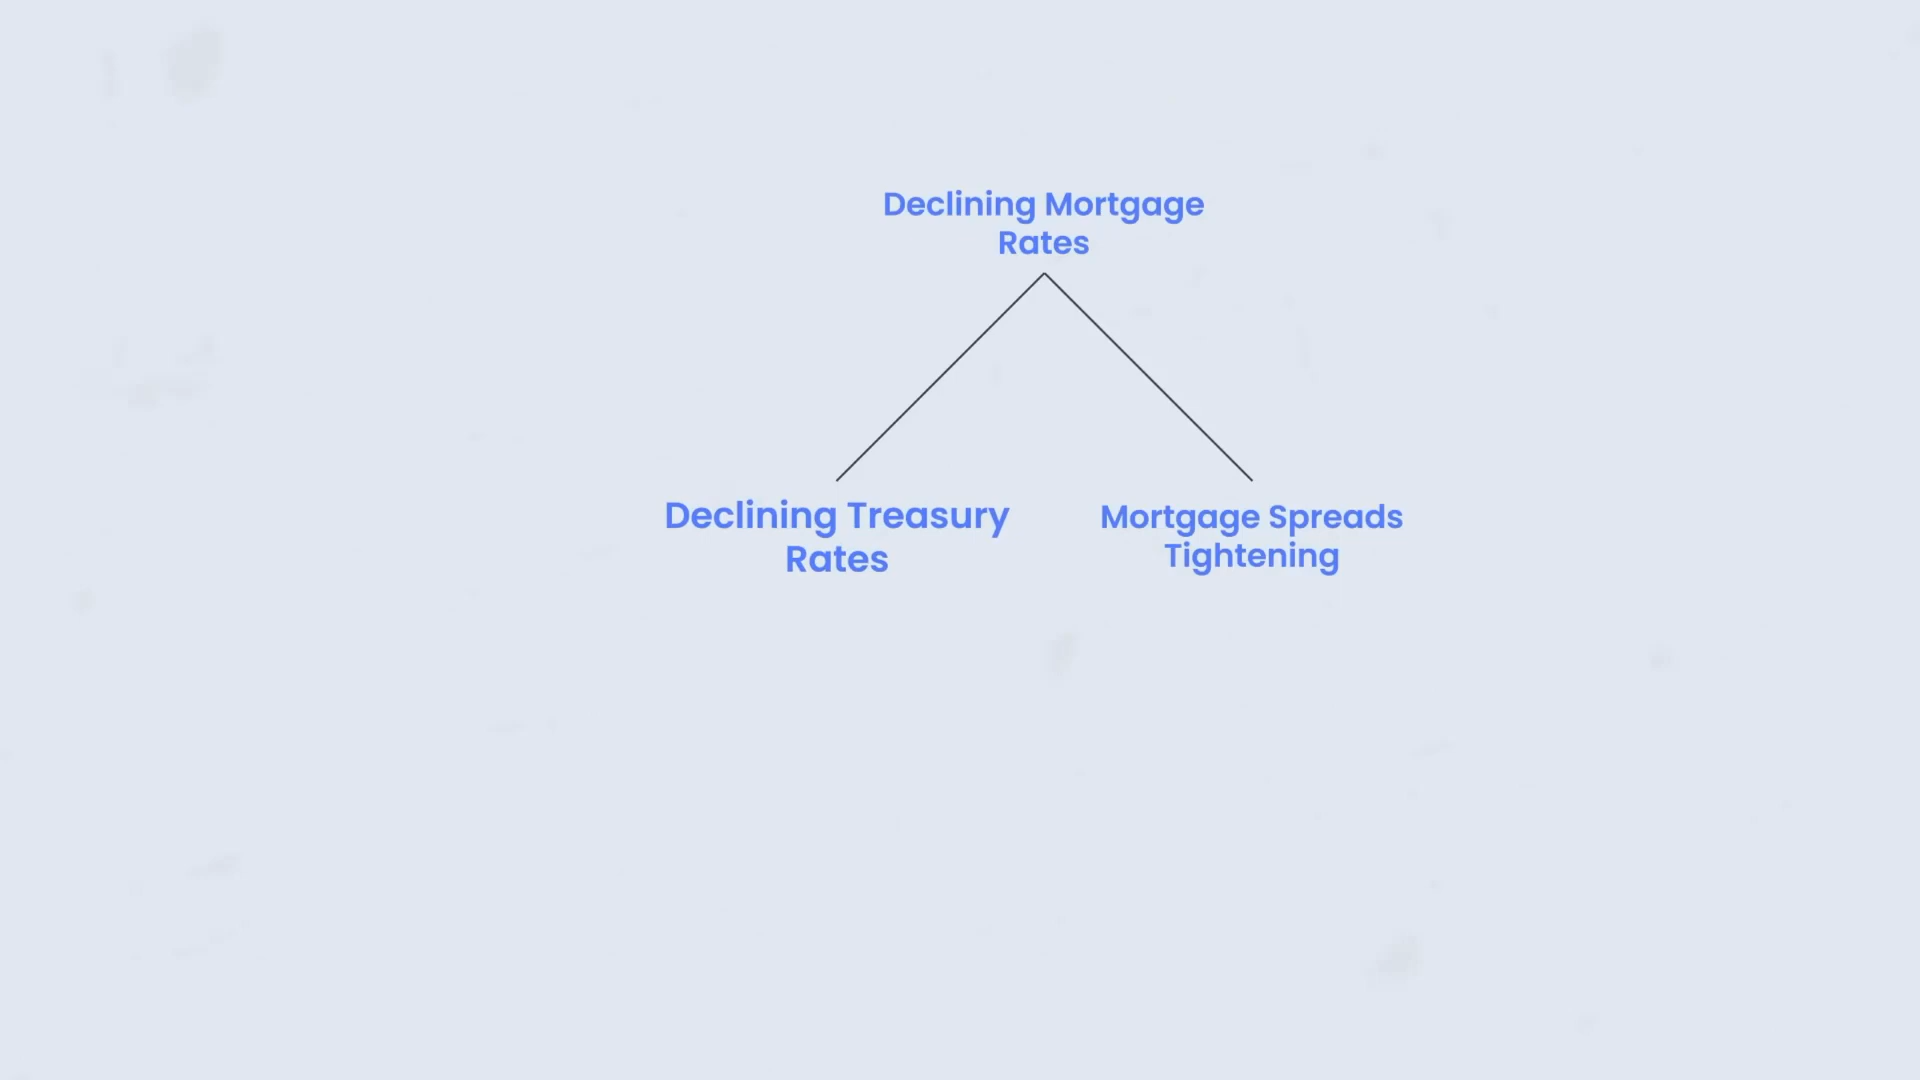 Declining Mortgage
Rates
Declining Treasury
Rates
Mortgage Spreads
Tightening